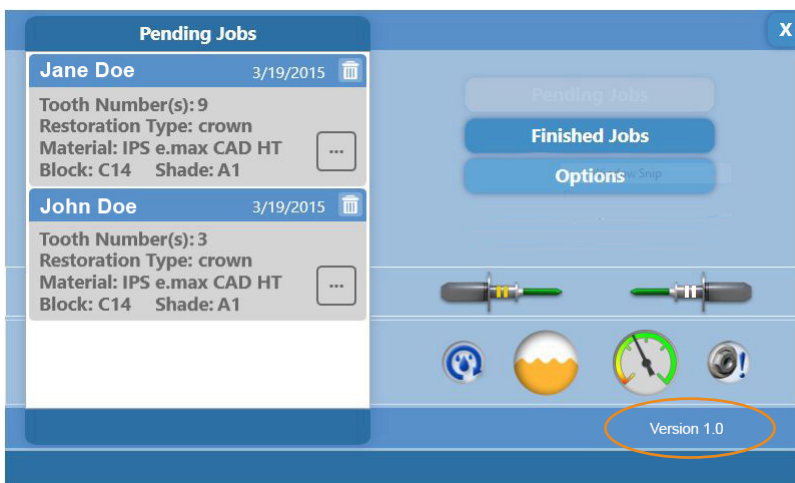 Pending Jobs
X
Jane Doe 3/19/2015
Tooth Number(s): 9
Restoration Type: crown
Material: IPS e.max CAD HT
...
Block: C14 Shade: A1
John Doe 3/19/2015
Tooth Number(s): 3
Restoration Type: crown
Material: IPS e.max CAD HT
...
Block: C14 Shade: A1
Pending Jobs
Finished Jobs
Options
Snip
!
Version 1.0